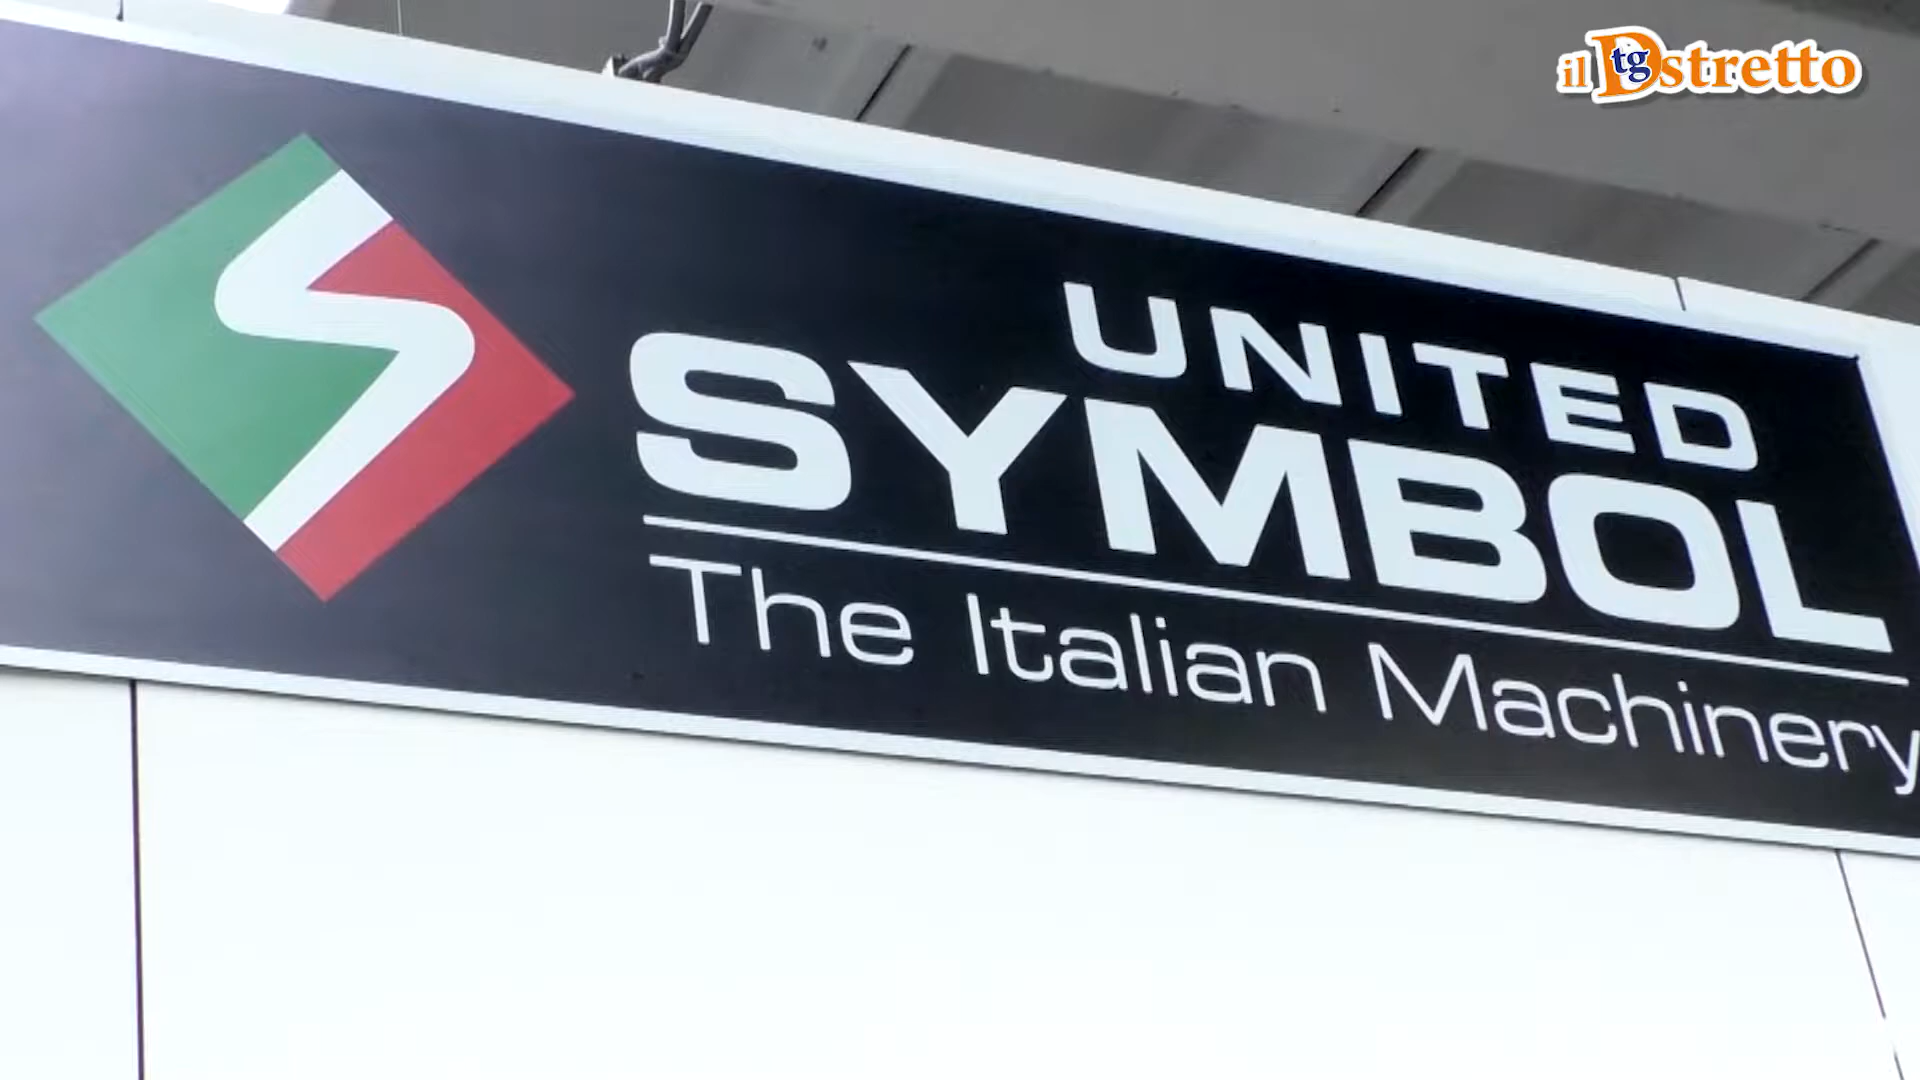 il Dstretto
tg
UNITED
SYMBOL
The Italian Machinery